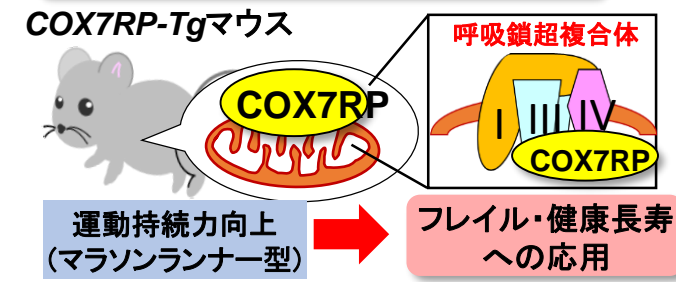 COX7RP-Tgマウス
呼吸鎖超複合体
COX7RP
I III IV
COX7RP
運動持続力向上
(マラソンランナー型)
フレイル・健康長寿
への応用